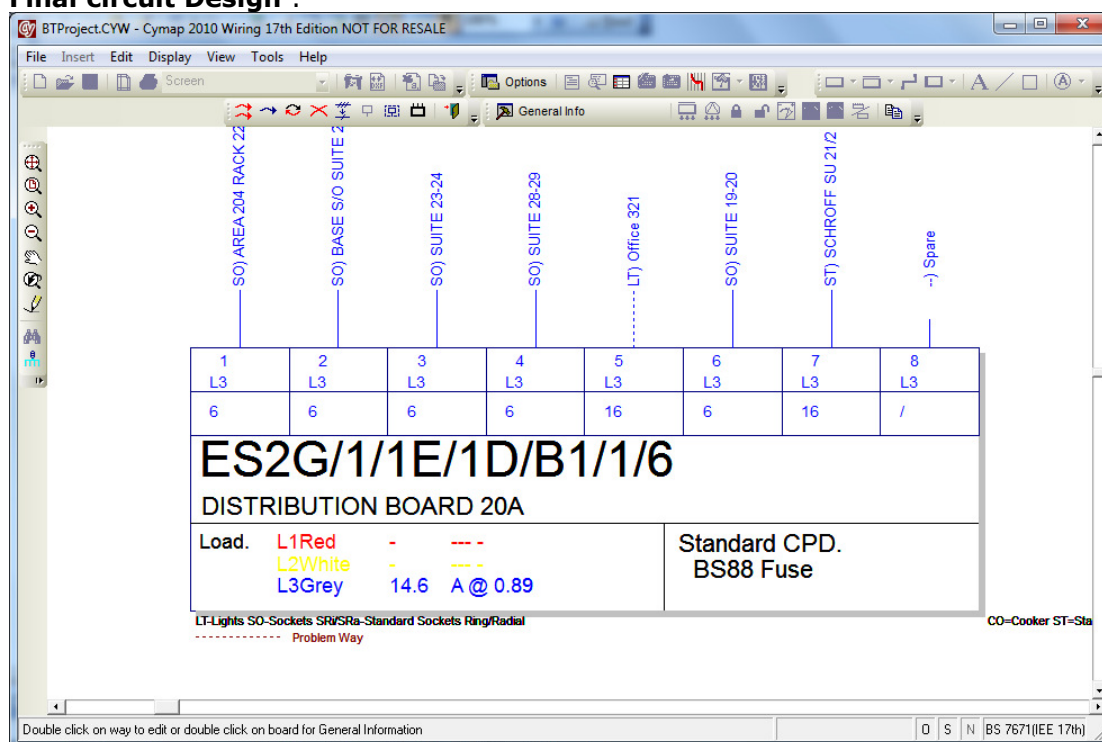 Final circuit Design :
BTProject.CYW - Cymap 2010 Wiring 17th Edition NOT FOR RESALE
File Insert Edit Display View Tools Help
Screen Options
General Info
SO) AREA 204 RACK 22
SO) BASE S/O SUITE 2
SO) SUITE 23-24
SO) SUITE 28-29
LT) Office 321
SO) SUITE 19-20
ST) SCHROFF SU 21/2
--) Spare
1 2 3 4 5 6 7 8
L3 L3 L3 L3 L3 L3 L3 L3
6 6 6 6 16 6 16 /
ES2G/1/1E/1D/B1/1/6
DISTRIBUTION BOARD 20A
Load. L1Red - --- -
L2White - --- -
L3Grey 14.6 A @ 0.89
Standard CPD.
BS88 Fuse
LT-Lights SO-Sockets SRi/SRa-Standard Sockets Ring/Radial CO=Cooker ST=Sta
------------- Problem Way
Double click on way to edit or double click on board for General Information O S N BS 7671(IEE 17th)